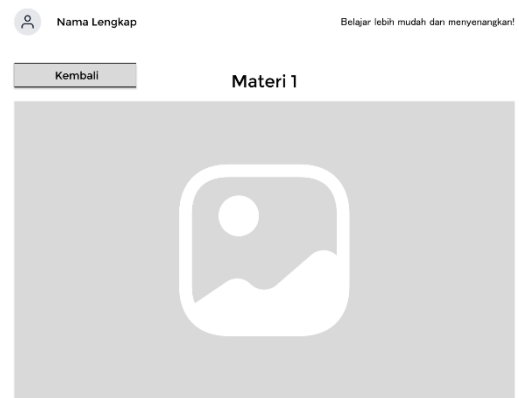 Nama Lengkap
Belajar lebih mudah dan menyenangkan!
Kembali
Materi 1